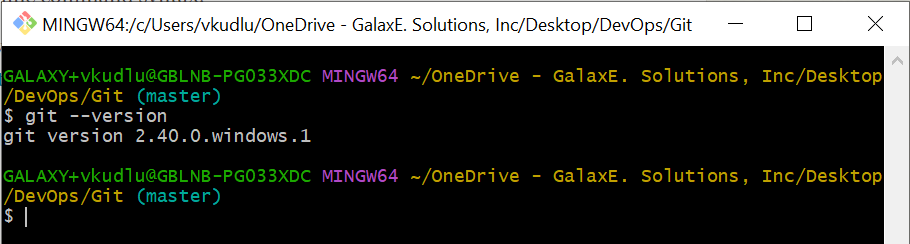 MINGW64:/c/Users/vkudlu/OneDrive - GalaxE. Solutions, Inc/Desktop/DevOps/Git
GALAXY+vkudlu@GBLNB-PG033XDC MINGW64 ~/OneDrive - GalaxE. Solutions, Inc/Desktop
/DevOps/Git (master)
$ git --version
git version 2.40.0.windows.1
GALAXY+vkudlu@GBLNB-PG033XDC MINGW64 ~/OneDrive - GalaxE. Solutions, Inc/Desktop
/DevOps/Git (master)
$